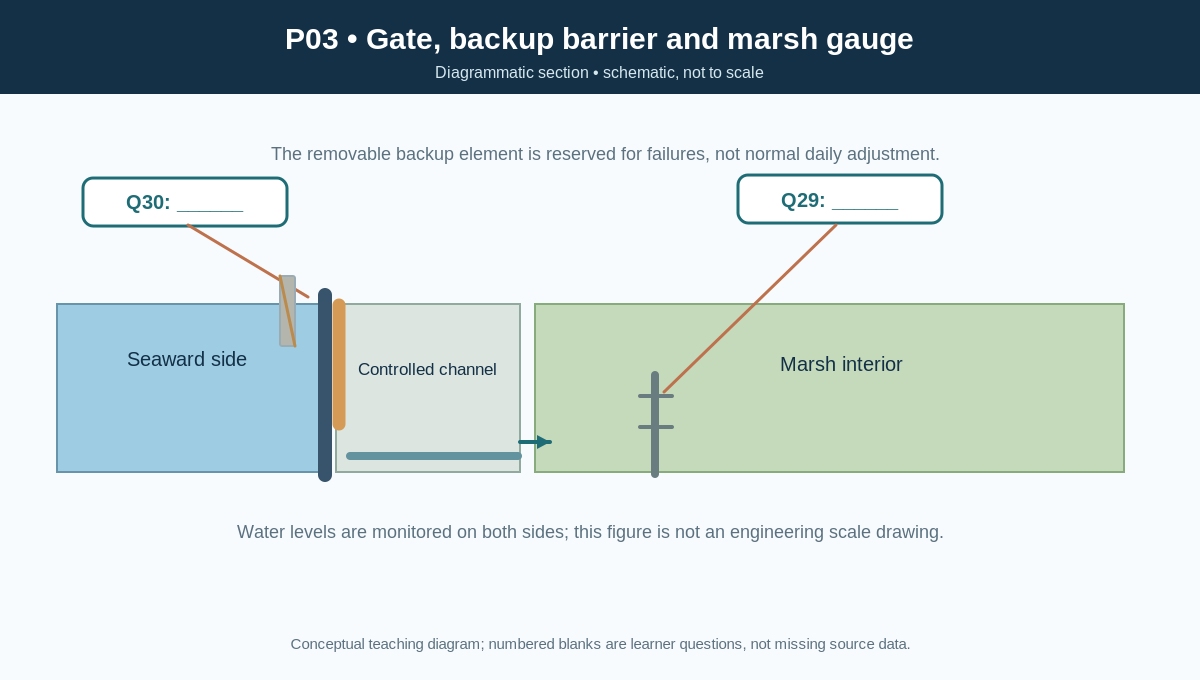 P03 • Gate, backup barrier and marsh gauge
Diagrammatic section • schematic, not to scale
The removable backup element is reserved for failures, not normal daily adjustment.
Q30: ______
Q29: ______
Seaward side
Controlled channel
Marsh interior
Water levels are monitored on both sides; this figure is not an engineering scale drawing.
Conceptual teaching diagram; numbered blanks are learner questions, not missing source data.